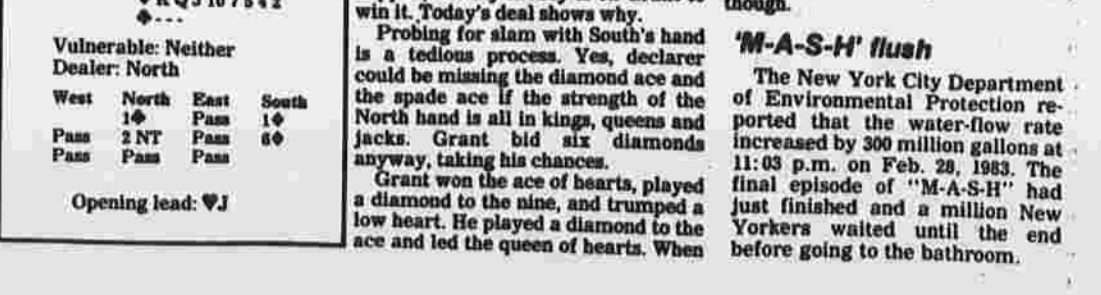 Vulnerable: Neither
Dealer: North
West North East South
1♣ Pass 1♦
Pass 2 NT Pass 6♦
Pass Pass Pass
Opening lead: ♥J
win it. Today's deal shows why.
Probing for slam with South's hand
is a tedious process. Yes, declarer
could be missing the diamond ace and
the spade ace if the strength of the
North hand is all in kings, queens and
jacks. Grant bid six diamonds
anyway, taking his chances.
Grant won the ace of hearts, played
a diamond to the nine, and trumped a
low heart. He played a diamond to the
ace and led the queen of hearts. When
though.
'M-A-S-H' flush
The New York City Department
of Environmental Protection re-
ported that the water-flow rate
increased by 300 million gallons at
11:03 p.m. on Feb. 28, 1983. The
final episode of "M-A-S-H" had
just finished and a million New
Yorkers waited until the end
before going to the bathroom.